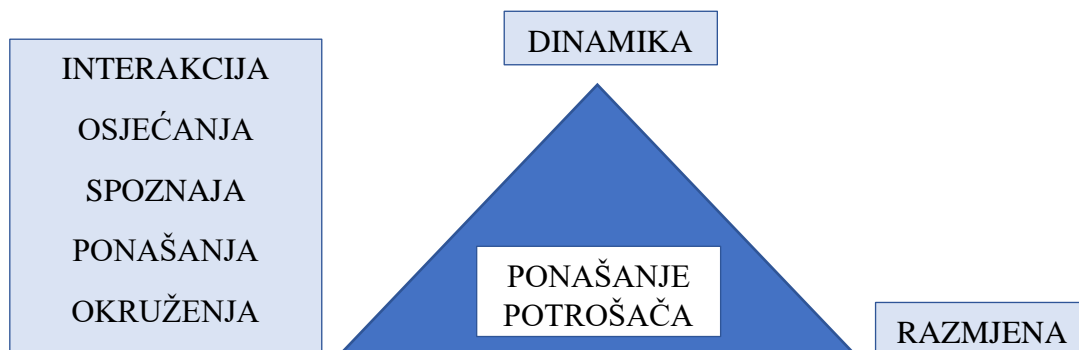 INTERAKCIJA
OSJEĆANJA
SPOZNAJA
PONAŠANJA
OKRUŽENJA
DINAMIKA
PONAŠANJE
POTROŠAČA
RAZMJENA